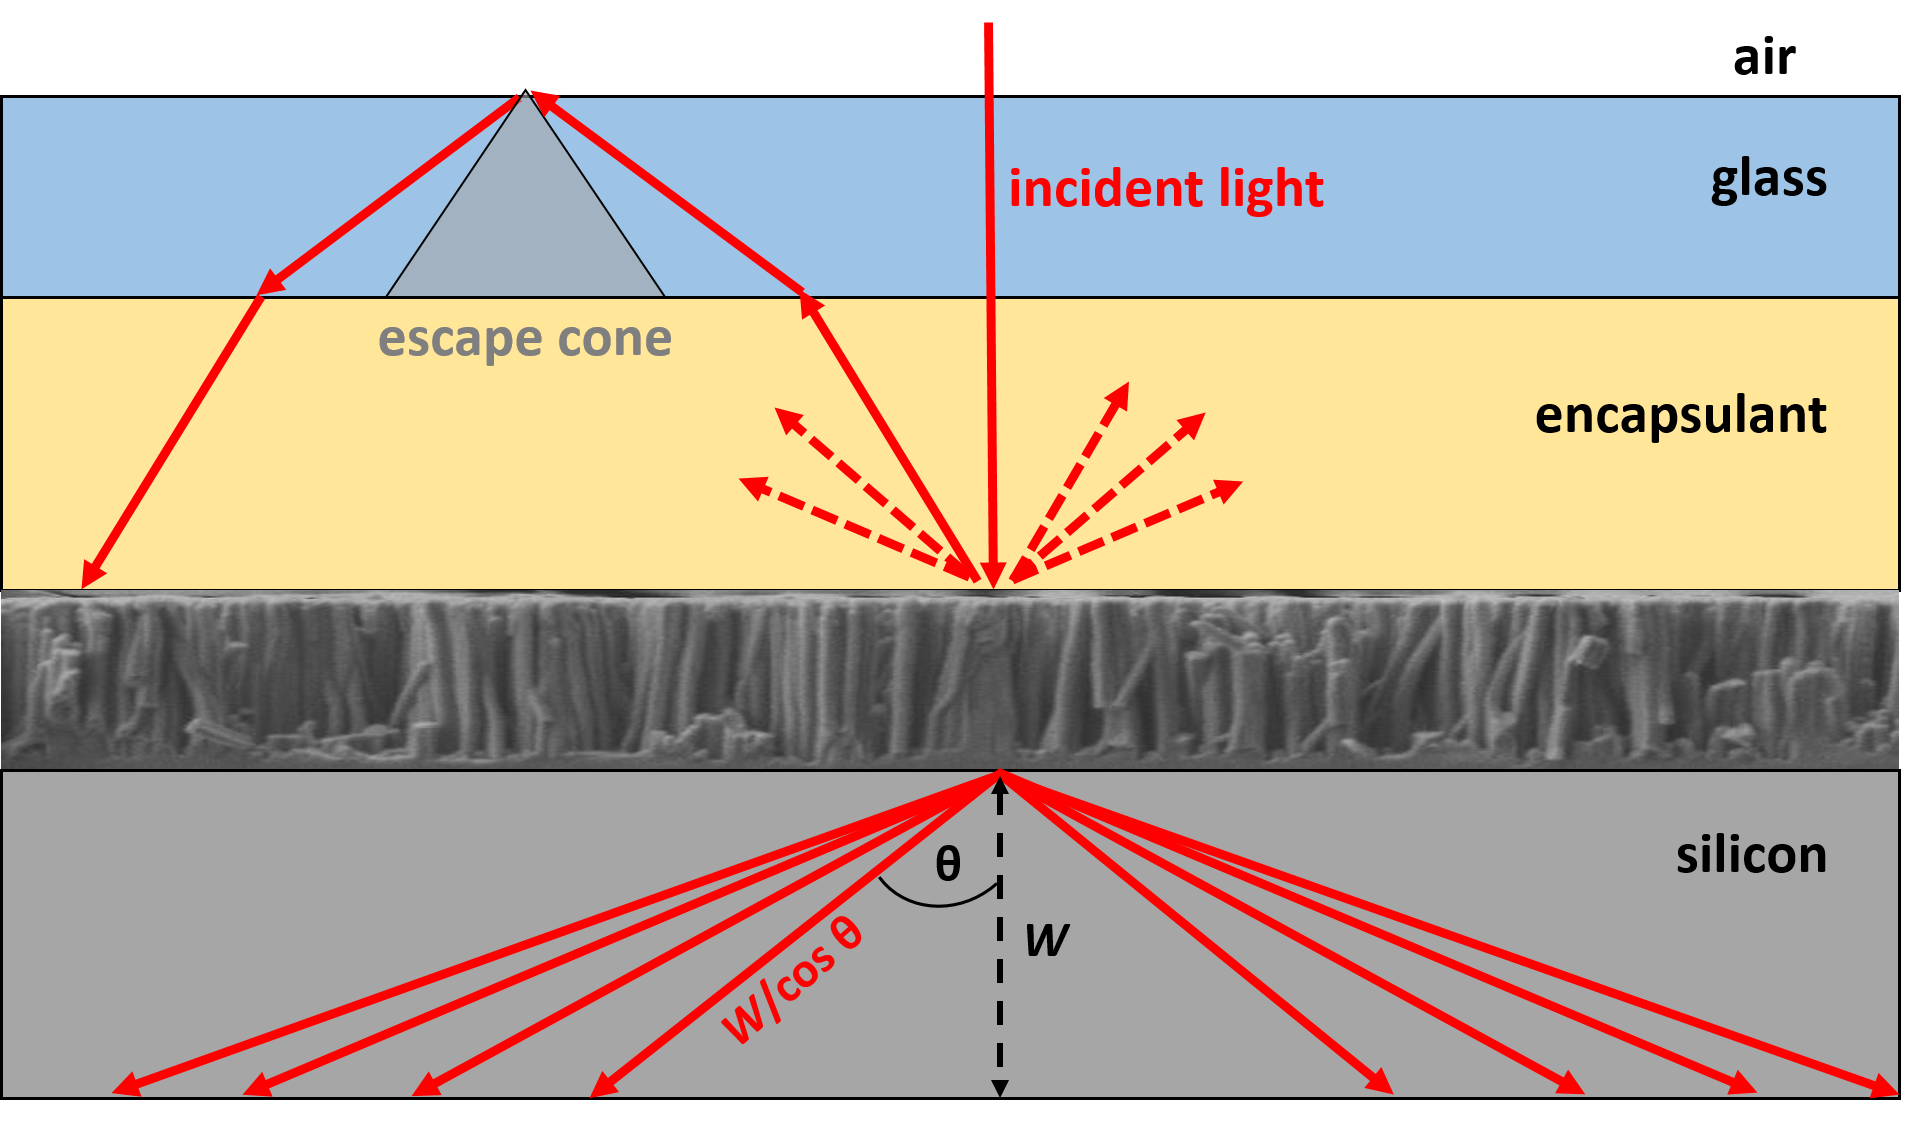 air
incident light
glass
escape cone
encapsulant
silicon
θ
W
W/cos θ